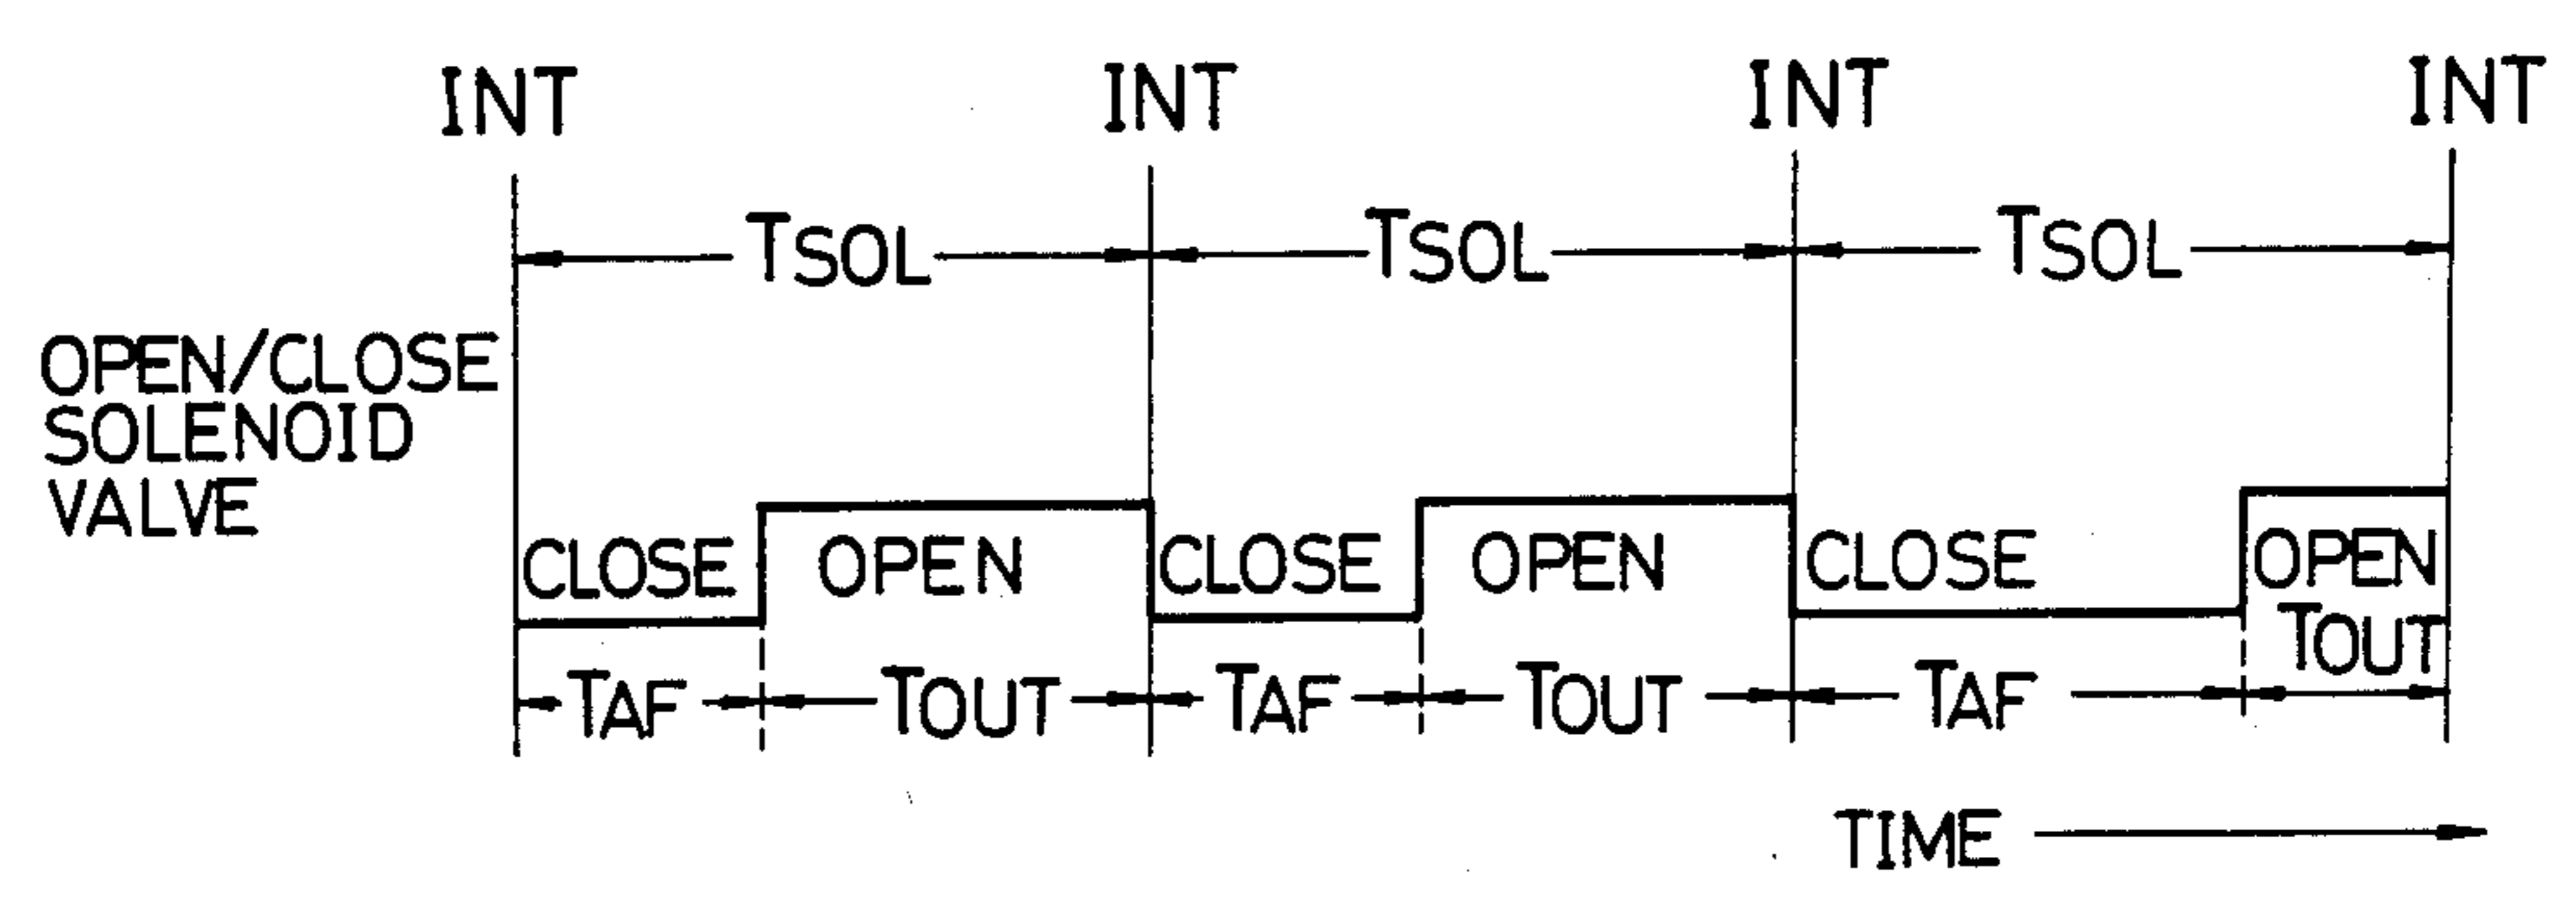 INT INT INT INT
TSOL TSOL TSOL
OPEN/CLOSE
SOLENOID
VALVE
CLOSE OPEN CLOSE OPEN CLOSE OPEN
TAF TOUT TAF TOUT TAF TOUT
TIME